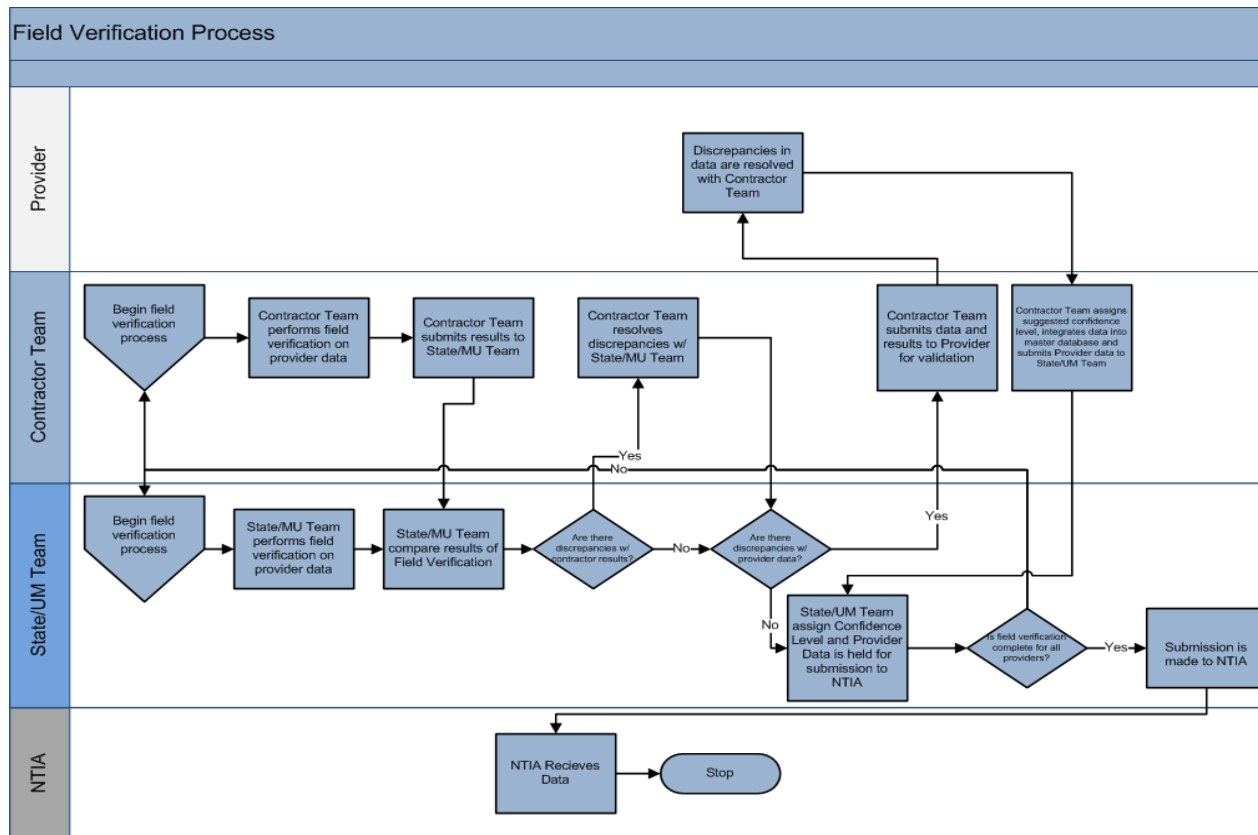 Field Verification Process
Provider
Discrepancies in
data are resolved
with Contractor
Team
Contractor Team
Begin field
verification
process
Contractor Team
performs field
verification on
provider data
Contractor Team
submits results to
State/MU Team
Contractor Team
resolves
discrepancies w/
State/MU Team
Contractor Team
submits data and
results to Provider
for validation
Contractor Team assigns
suggested confidence
level, integrates data into
master database and
submits Provider data to
State/UM Team
Yes
No
State/UM Team
Begin field
verification
process
State/MU Team
performs field
verification on
provider data
State/MU Team
compare results of
Field Verification
Are there
discrepancies w/
contractor results?
No
Are there
discrepancies w/
provider data?
Yes
No
State/UM Team
assign Confidence
Level and Provider
Data is held for
submission to
NTIA
Is field verification
complete for all
providers?
Yes
Submission is
made to NTIA
NTIA
NTIA Recieves
Data
Stop